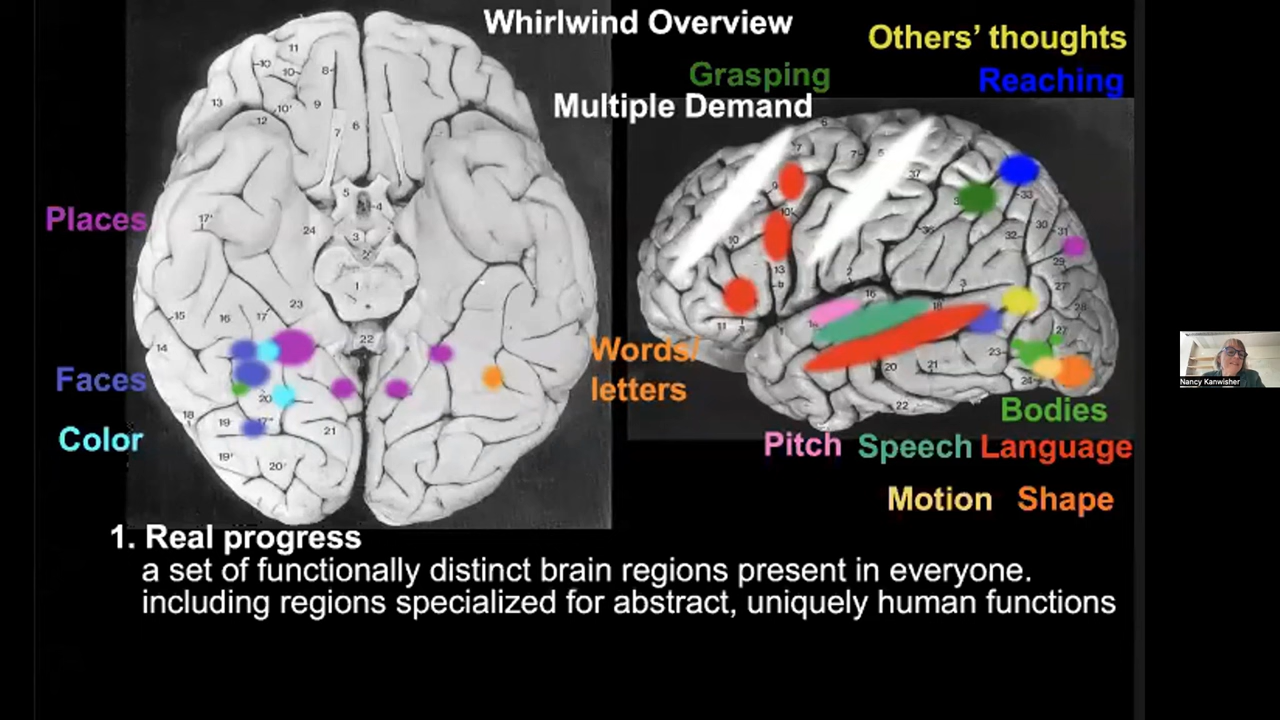 Whirlwind Overview
Others' thoughts
Grasping
Reaching
Multiple Demand
Places
Words/
letters
Faces
Color
Bodies
Pitch Speech Language
Motion Shape
1. Real progress
a set of functionally distinct brain regions present in everyone.
including regions specialized for abstract, uniquely human functions
Nancy Kanwisher